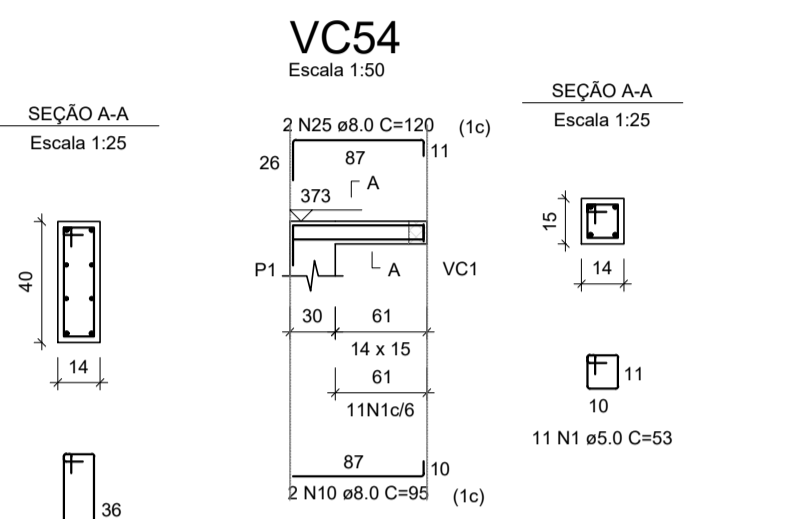 VC54
Escala 1:50
SEÇÃO A-A
Escala 1:25
40
14
36
2 N25 ø8.0 C=120 (1c)
26
87
11
A
373
P1
A
VC1
30
61
14 x 15
61
11N1c/6
87
10
2 N10 ø8.0 C=95 (1c)
SEÇÃO A-A
Escala 1:25
15
14
11
10
11 N1 ø5.0 C=53